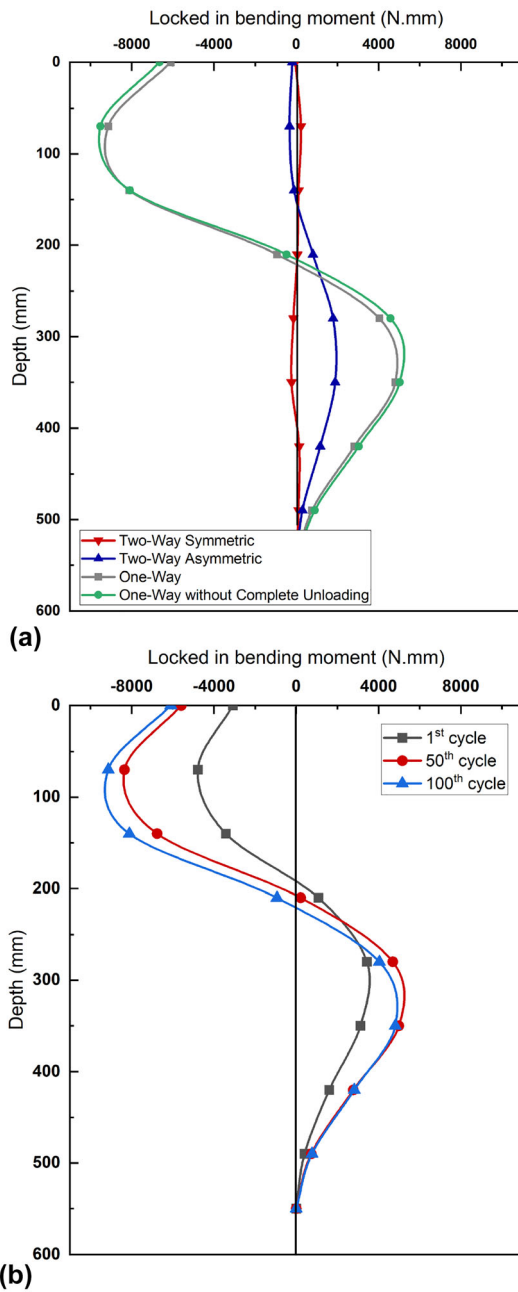 Locked in bending moment (N.mm)
-8000 -4000 0 4000 8000
0
100
200
300
400
500
600
Depth (mm)
Two-Way Symmetric
Two-Way Asymmetric
One-Way
One-Way without Complete Unloading
(a)
Locked in bending moment (N.mm)
-8000 -4000 0 4000 8000
0
100
200
300
400
500
600
Depth (mm)
1st cycle
50th cycle
100th cycle
(b)